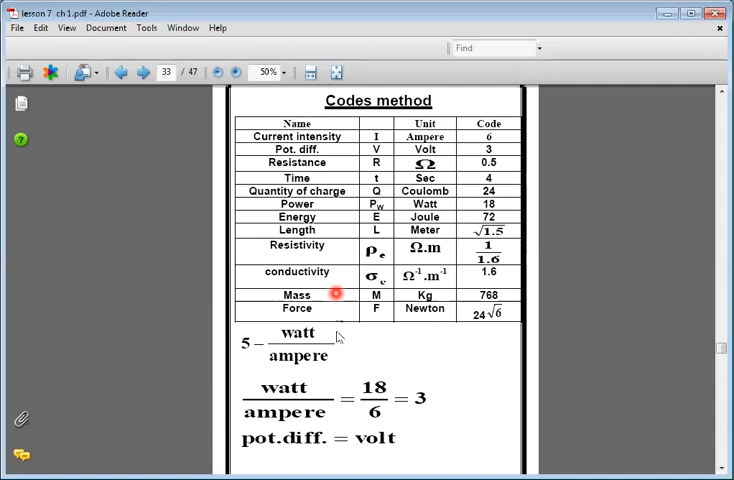 lesson 7 ch 1.pdf - Adobe Reader
File Edit View Document Tools Window Help
33 / 47 50% Find
Codes method
Name Unit Code
Current intensity I Ampere 6
Pot. diff. V Volt 3
Resistance R Ω 0.5
Time t Sec 4
Quantity of charge Q Coulomb 24
Power PW Watt 18
Energy E Joule 72
Length L Meter √1.5
Resistivity ρe Ω.m 1/1.6
conductivity σe Ω-1.m-1 1.6
Mass M Kg 768
Force F Newton 24√6
5 – watt/ampere
watt/ampere = 18/6 = 3
pot.diff. = volt